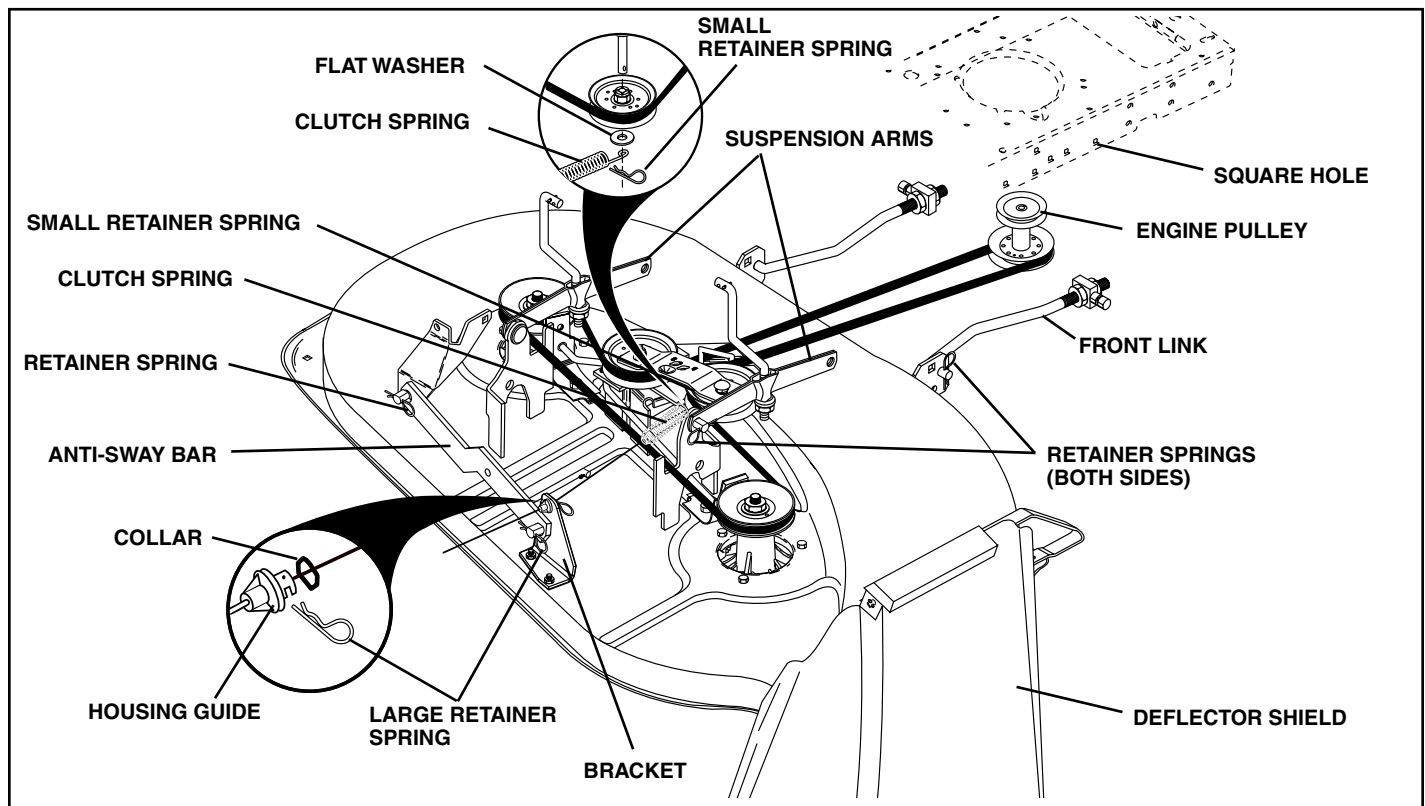 SMALL
RETAINER SPRING
FLAT WASHER
CLUTCH SPRING
SUSPENSION ARMS
SQUARE HOLE
SMALL RETAINER SPRING
ENGINE PULLEY
CLUTCH SPRING
FRONT LINK
RETAINER SPRING
ANTI-SWAY BAR
RETAINER SPRINGS
(BOTH SIDES)
COLLAR
HOUSING GUIDE
LARGE RETAINER
SPRING
DEFLECTOR SHIELD
BRACKET